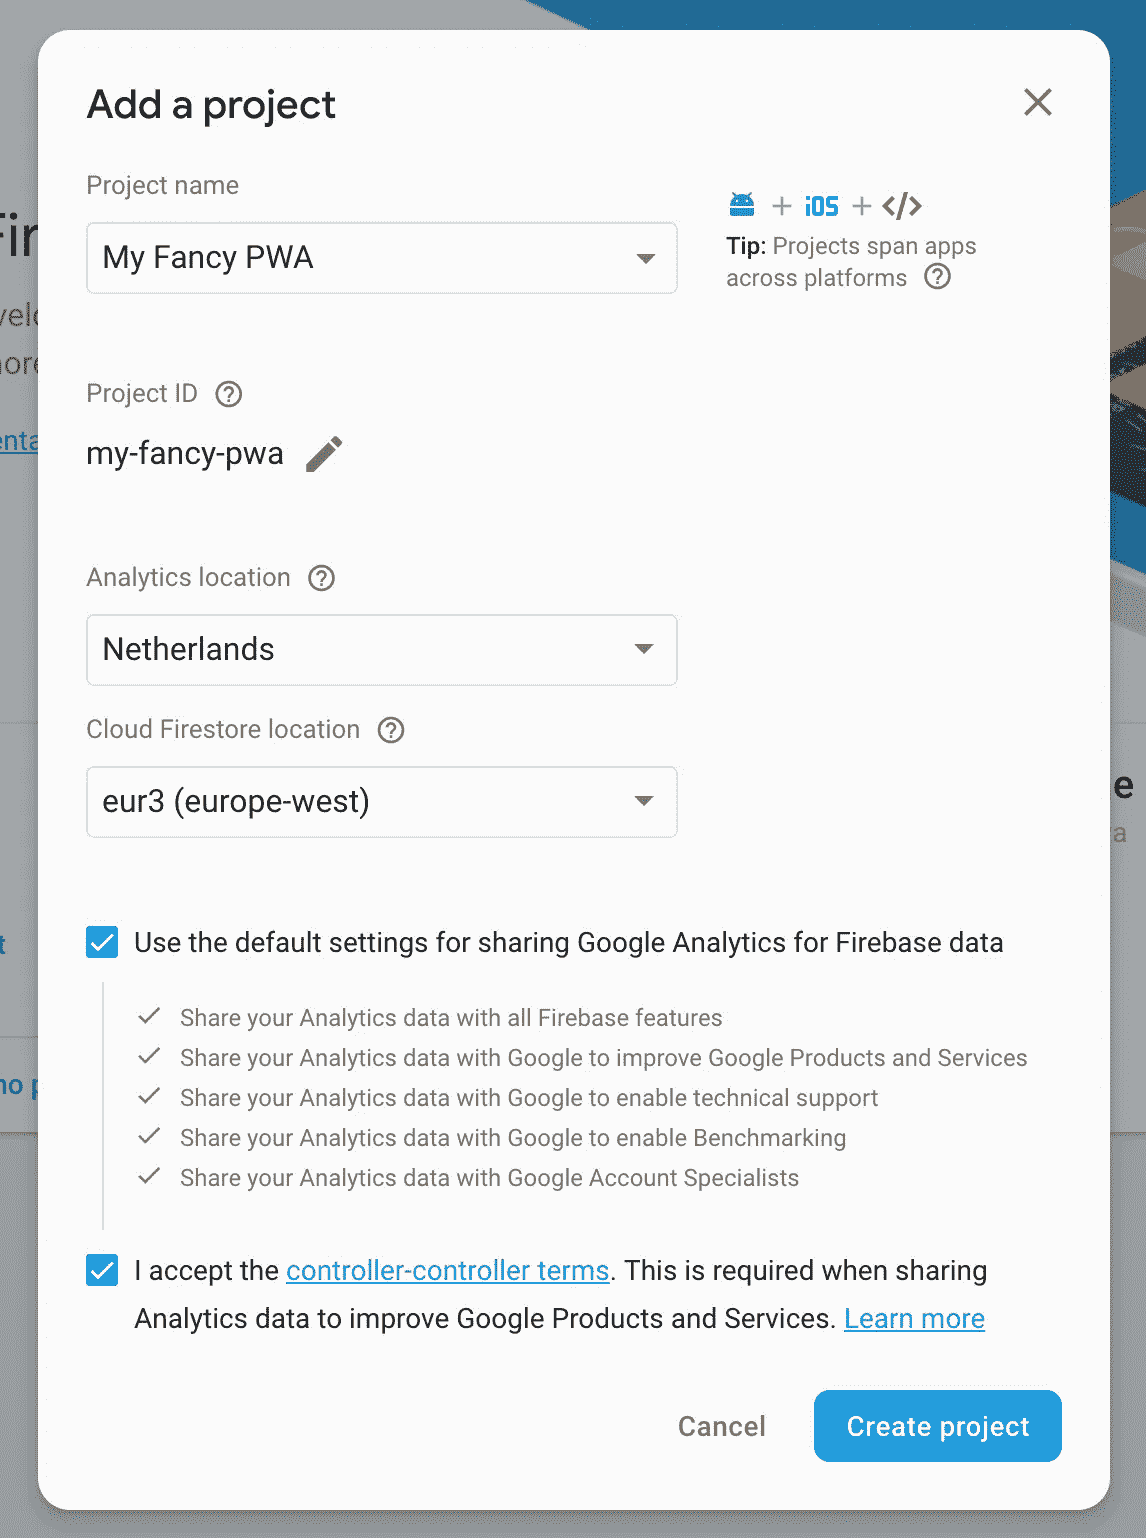 Add a project
Project name
My Fancy PWA
iOS
Tip: Projects span apps
across platforms
Project ID
my-fancy-pwa
Analytics location
Netherlands
Cloud Firestore location
eur3 (europe-west)
Use the default settings for sharing Google Analytics for Firebase data
Share your Analytics data with all Firebase features
Share your Analytics data with Google to improve Google Products and Services
Share your Analytics data with Google to enable technical support
Share your Analytics data with Google to enable Benchmarking
Share your Analytics data with Google Account Specialists
I accept the controller-controller terms. This is required when sharing
Analytics data to improve Google Products and Services. Learn more
Cancel
Create project